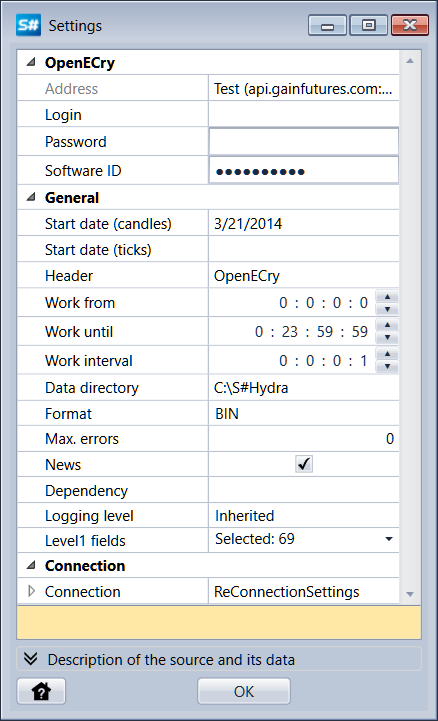 S# Settings
OpenECry
Address Test (api.gainfutures.com:...
Login
Password
Software ID ●●●●●●●●●●
General
Start date (candles) 3/21/2014
Start date (ticks)
Header OpenECry
Work from 0 : 0 : 0 : 0
Work until 0 : 23 : 59 : 59
Work interval 0 : 0 : 0 : 1
Data directory C:\S#Hydra
Format BIN
Max. errors 0
News
Dependency
Logging level Inherited
Level1 fields Selected: 69
Connection
Connection ReConnectionSettings
Description of the source and its data
? OK